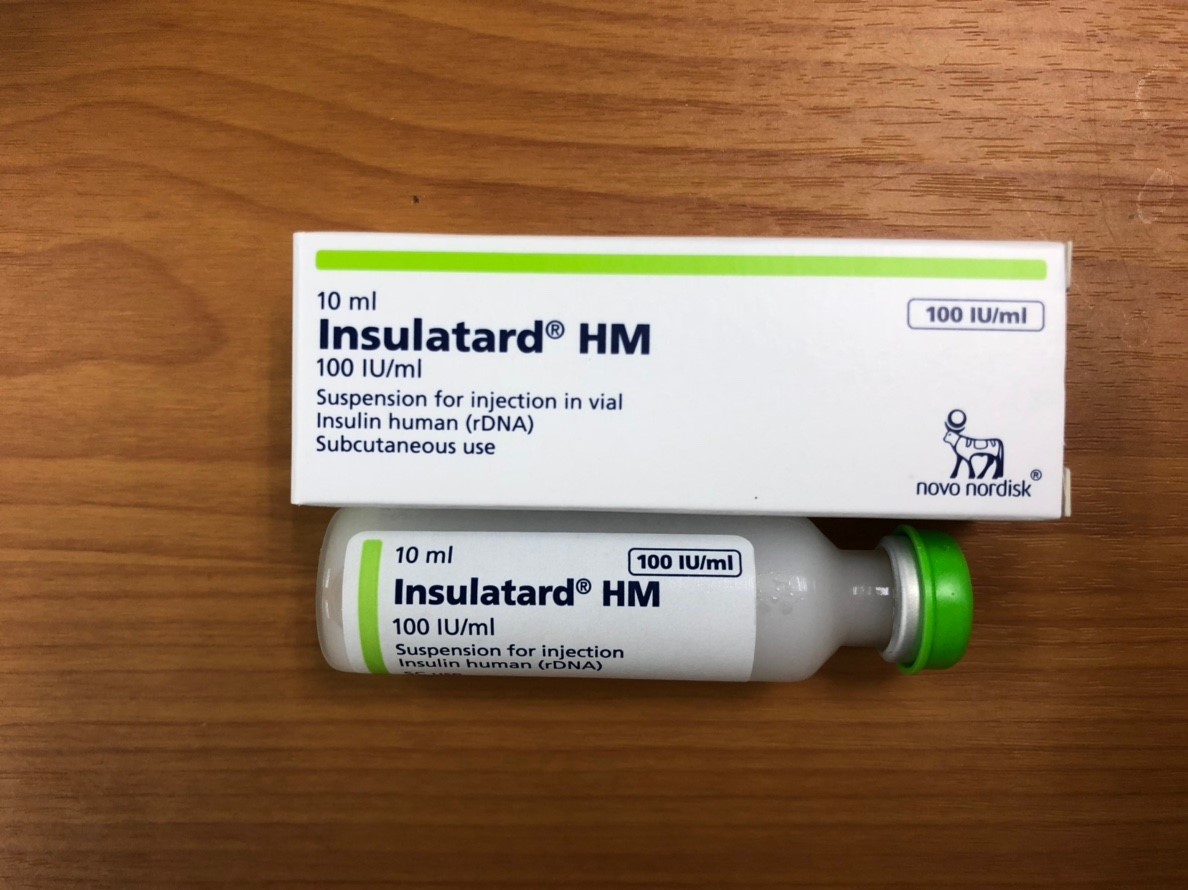 10 ml
Insulatard® HM
100 IU/ml
100 IU/ml
Suspension for injection in vial
Insulin human (rDNA)
Subcutaneous use
novo nordisk®
10 ml
100 IU/ml
Insulatard® HM
100 IU/ml
Suspension for injection
Insulin human (rDNA)